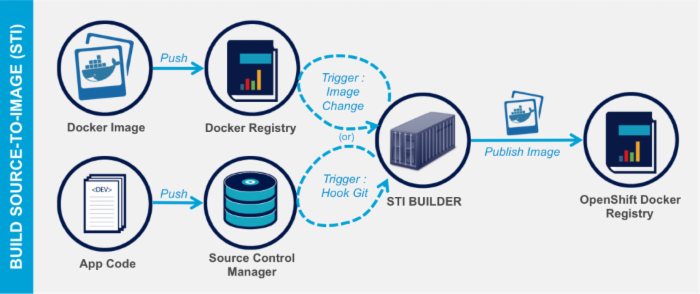 BUILD SOURCE-TO-IMAGE (STI)
Docker Image
Push
Docker Registry
Trigger :
Image
Change
(or)
<DEV>
App Code
Push
Source Control
Manager
Trigger :
Hook Git
STI BUILDER
Publish Image
OpenShift Docker
Registry